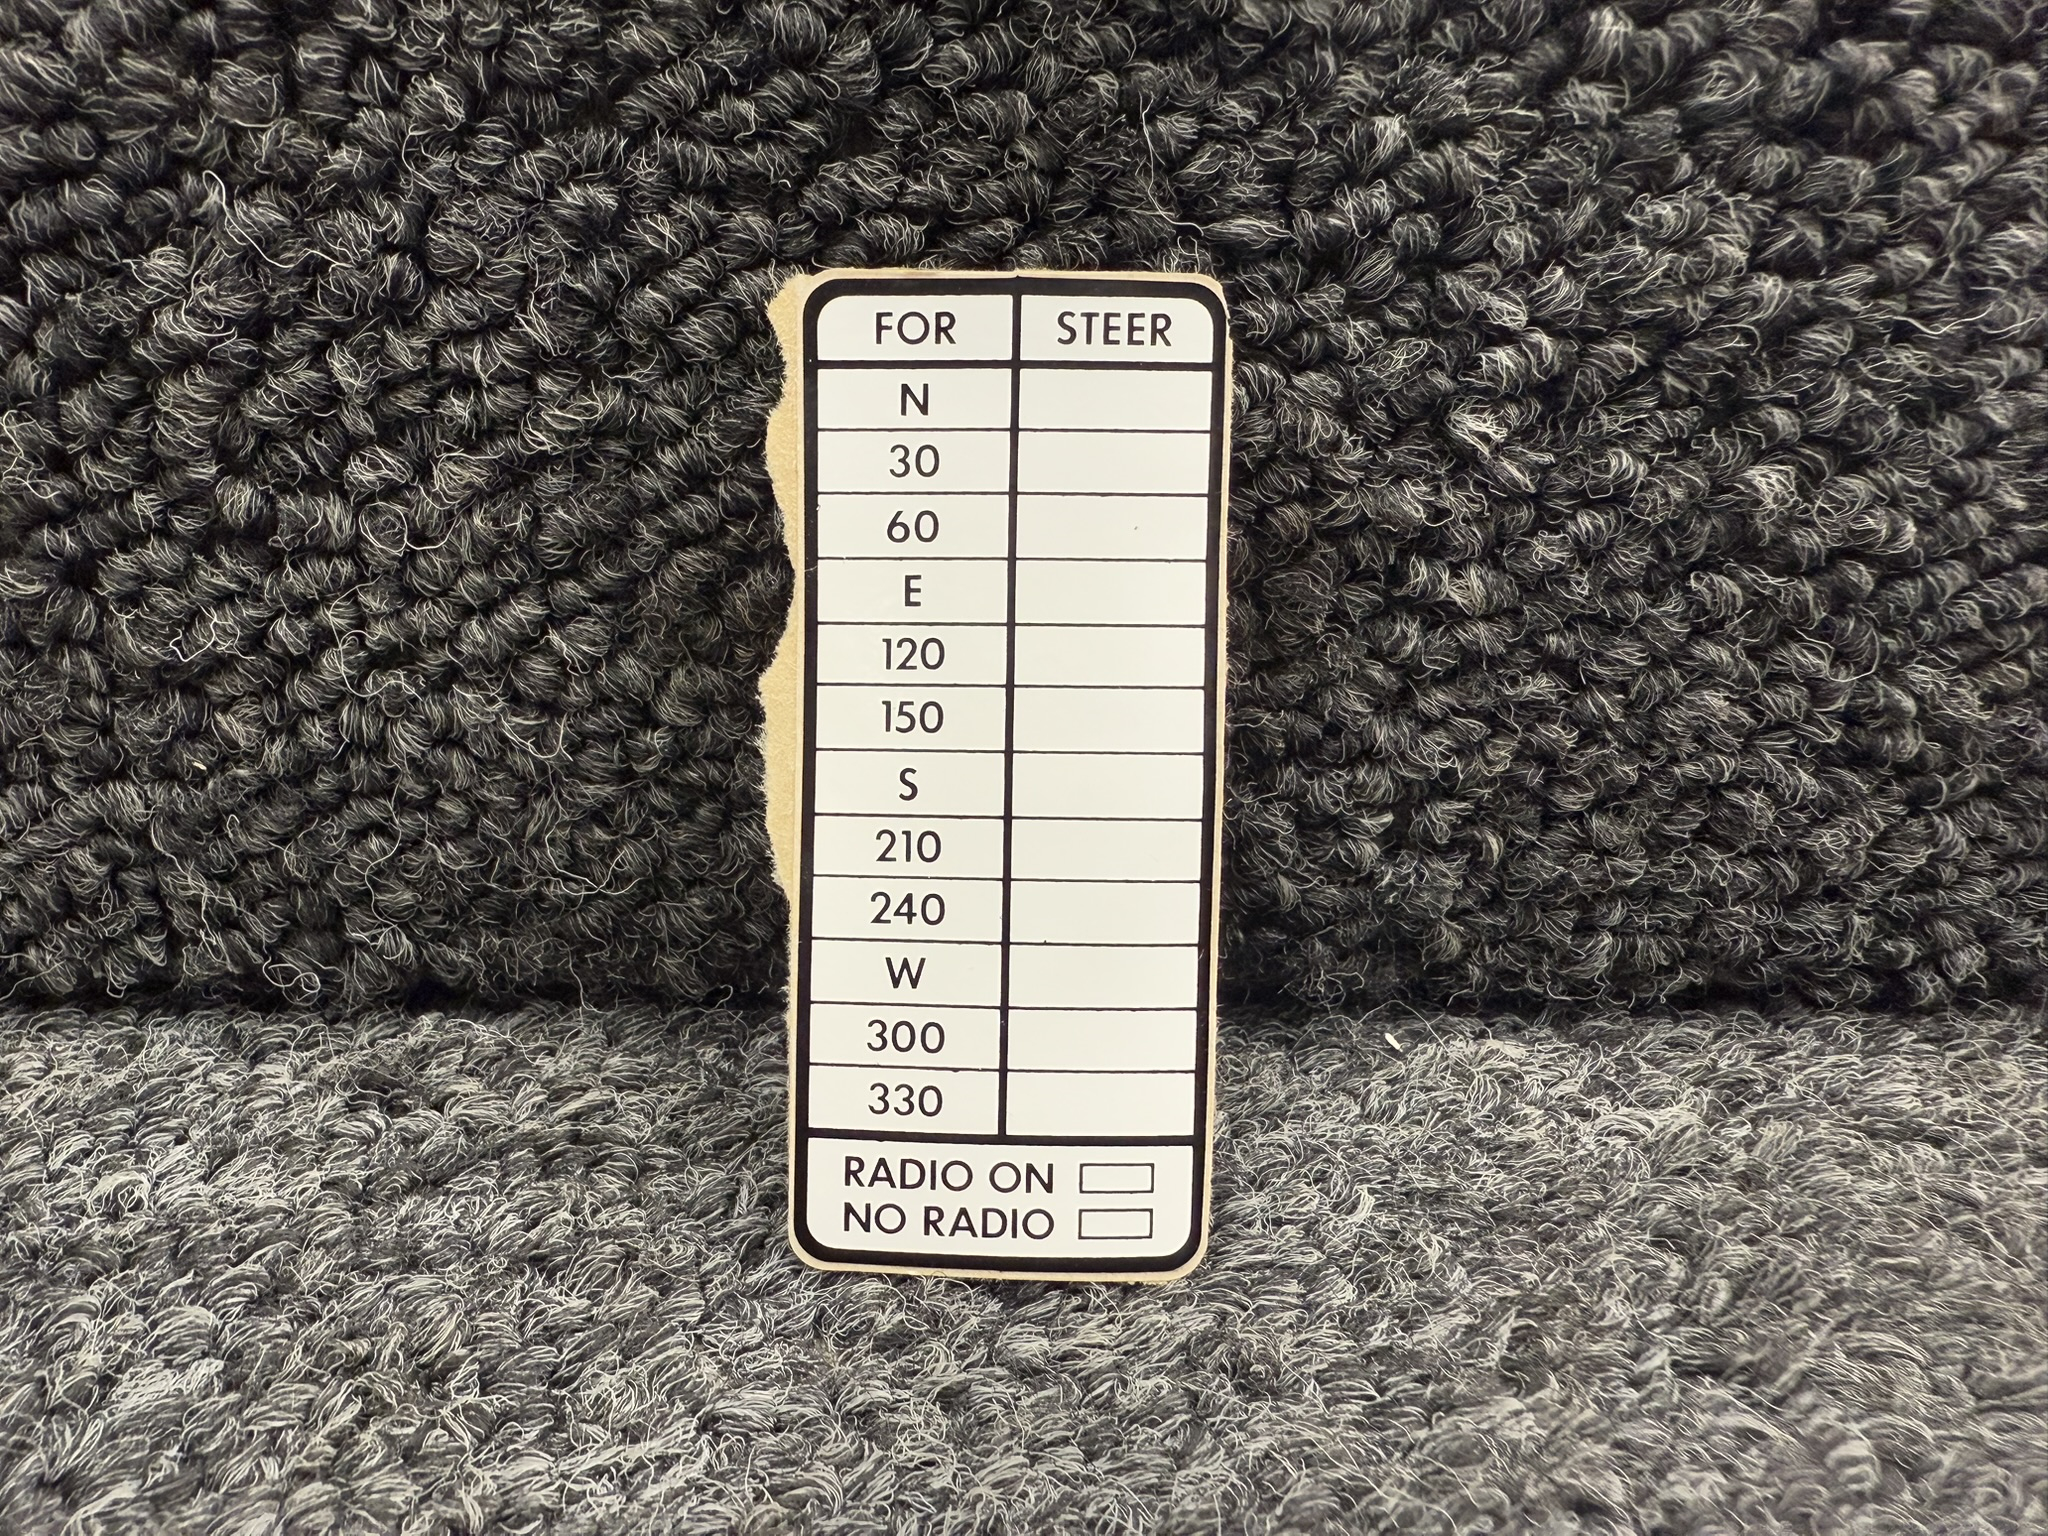 FOR STEER
N
30
60
E
120
150
S
210
240
W
300
330
RADIO ON
NO RADIO